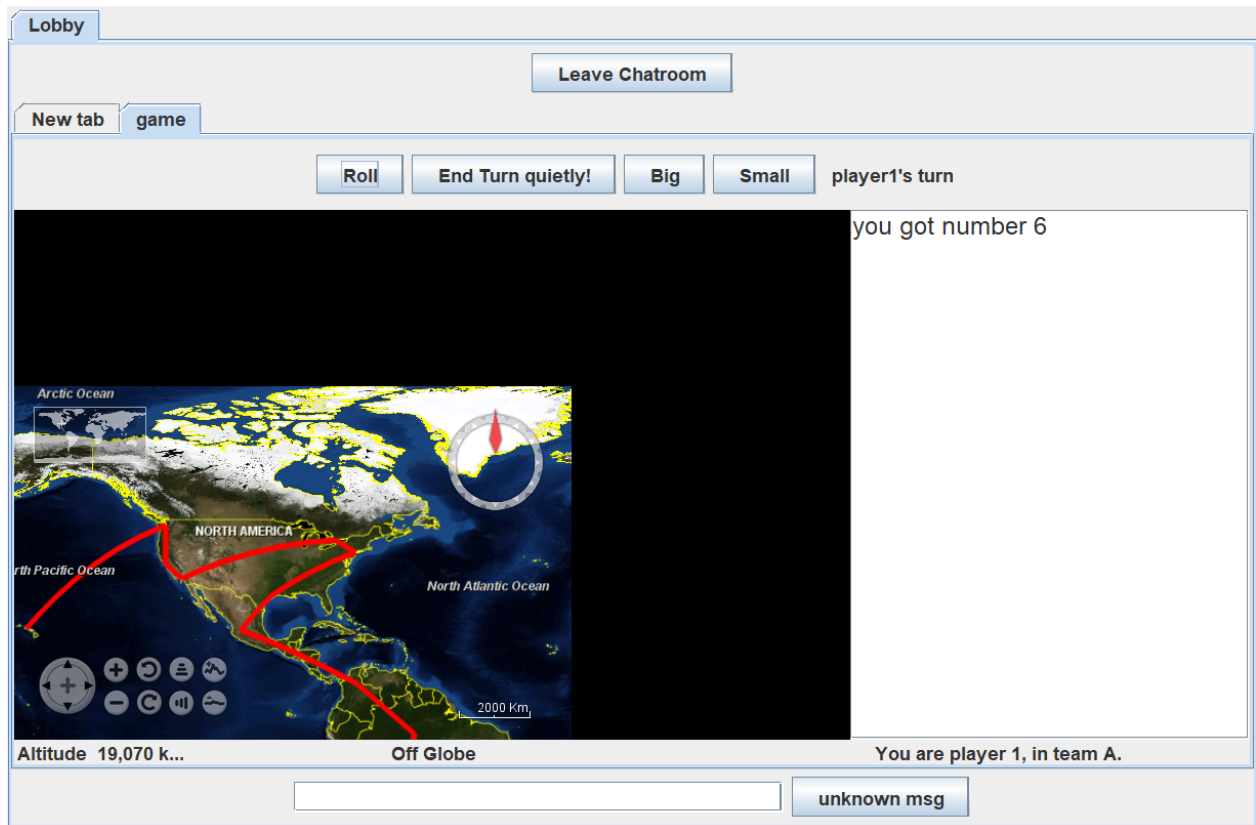 Lobby
Leave Chatroom
New tab game
Roll End Turn quietly! Big Small player1's turn
you got number 6
Arctic Ocean
NORTH AMERICA
rth Pacific Ocean
North Atlantic Ocean
2000 Km
Altitude 19,070 k... Off Globe You are player 1, in team A.
unknown msg